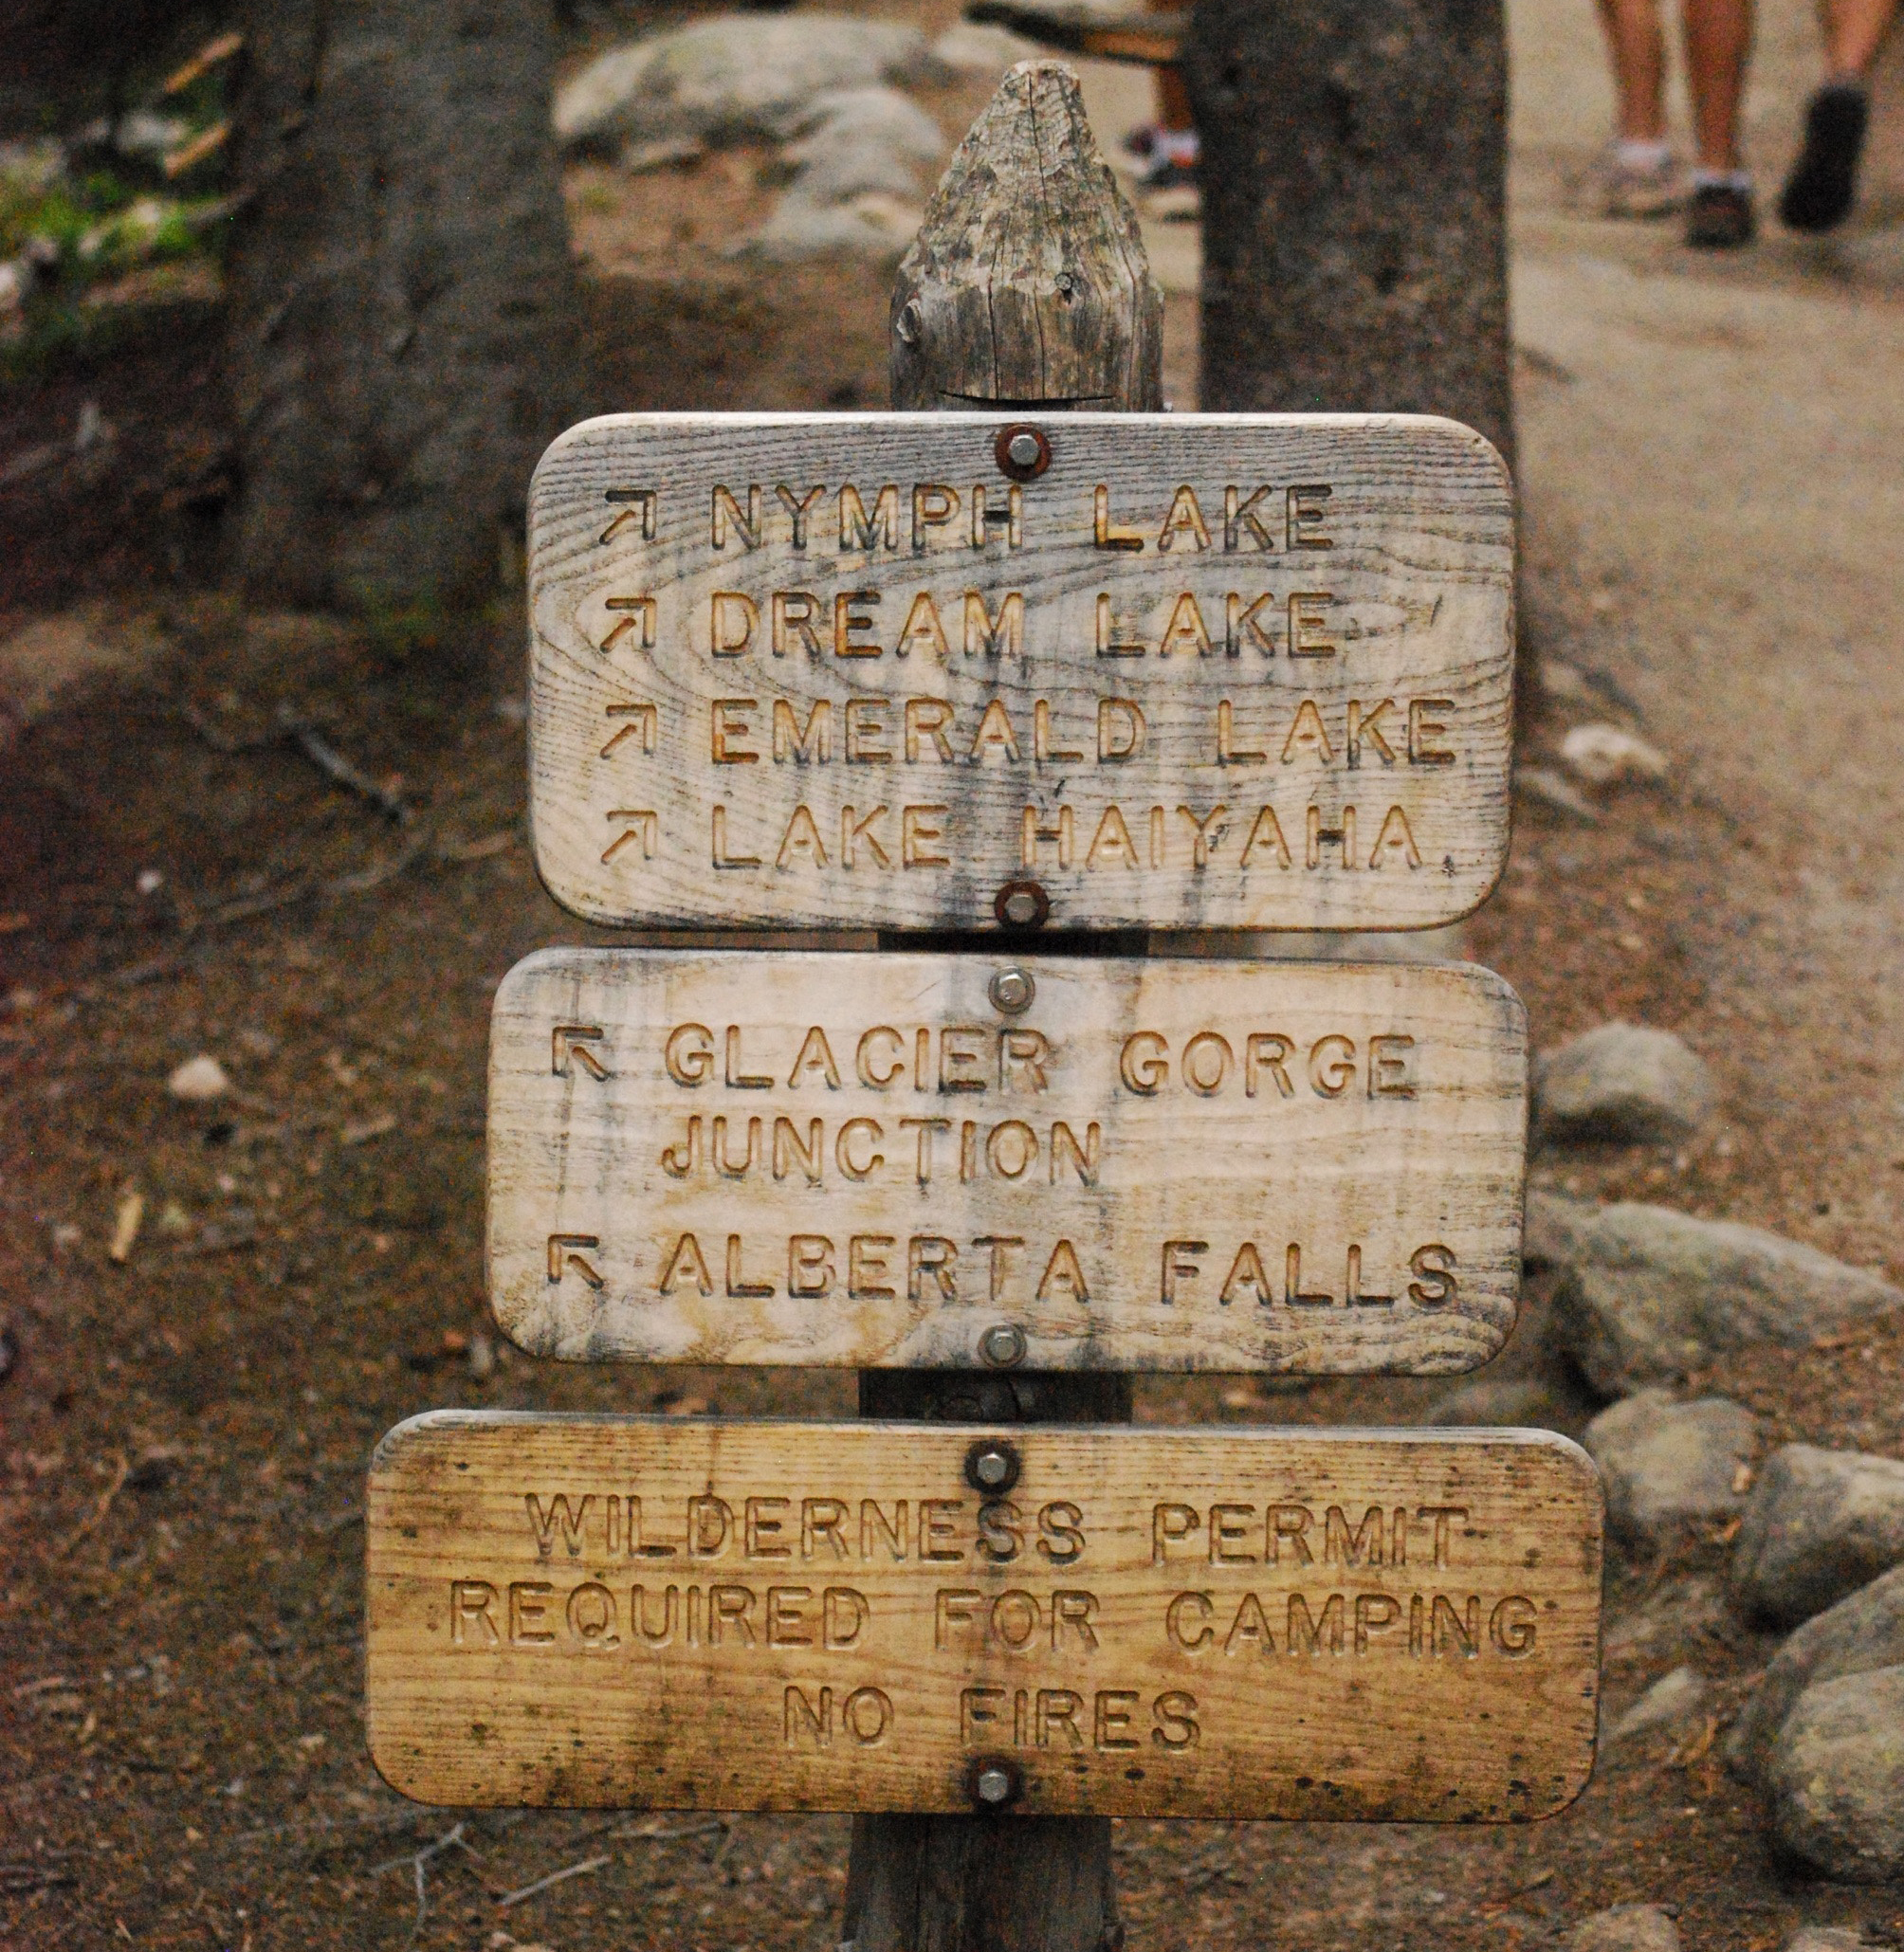 ↗ NYMPH LAKE
↗ DREAM LAKE
↗ EMERALD LAKE
↗ LAKE HAIYAHA
↖ GLACIER GORGE
JUNCTION
↖ ALBERTA FALLS
WILDERNESS PERMIT
REQUIRED FOR CAMPING
NO FIRES